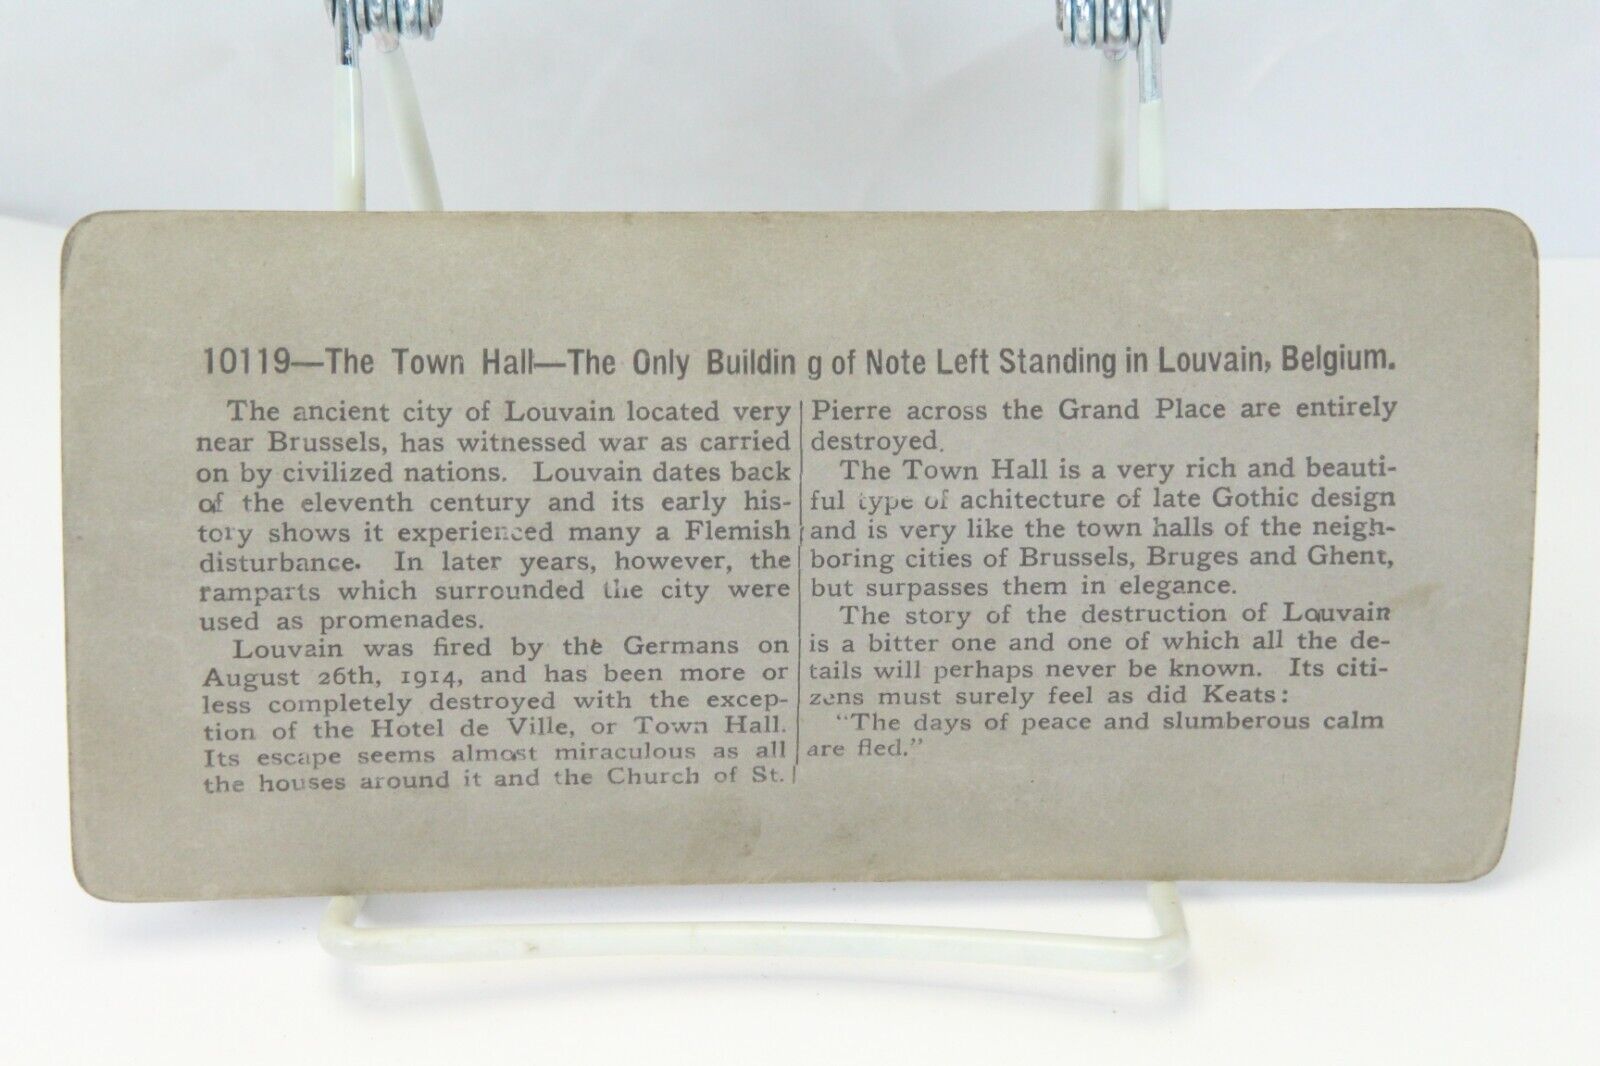 10119—The Town Hall—The Only Buildin g of Note Left Standing in Louvain, Belgium.
The ancient city of Louvain located very
near Brussels, has witnessed war as carried
on by civilized nations. Louvain dates back
of the eleventh century and its early his-
tory shows it experienced many a Flemish
disturbance. In later years, however, the
ramparts which surrounded the city were
used as promenades.
Louvain was fired by the Germans on
August 26th, 1914, and has been more or
less completely destroyed with the excep-
tion of the Hotel de Ville, or Town Hall.
Its escape seems almost miraculous as all
the houses around it and the Church of St.
Pierre across the Grand Place are entirely
destroyed.
The Town Hall is a very rich and beauti-
ful type of achitecture of late Gothic design
and is very like the town halls of the neigh-
boring cities of Brussels, Bruges and Ghent,
but surpasses them in elegance.
The story of the destruction of Louvain
is a bitter one and one of which all the de-
tails will perhaps never be known. Its citi-
zens must surely feel as did Keats:
"The days of peace and slumberous calm
are fled."